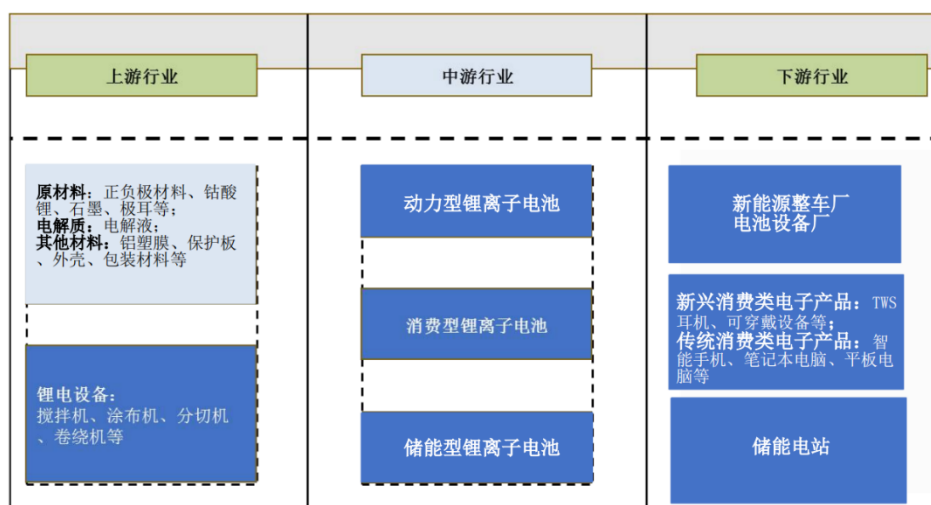 上游行业
中游行业
下游行业
原材料：正负极材料、钴酸
锂、石墨、极耳等；
电解质：电解液；
其他材料：铝塑膜、保护板
、外壳、包装材料等
锂电设备：
搅拌机、涂布机、分切机
、卷绕机等
动力型锂离子电池
消费型锂离子电池
储能型锂离子电池
新能源整车厂
电池设备厂
新兴消费类电子产品：TWS
耳机、可穿戴设备等；
传统消费类电子产品：智
能手机、笔记本电脑、平板电
脑等
储能电站